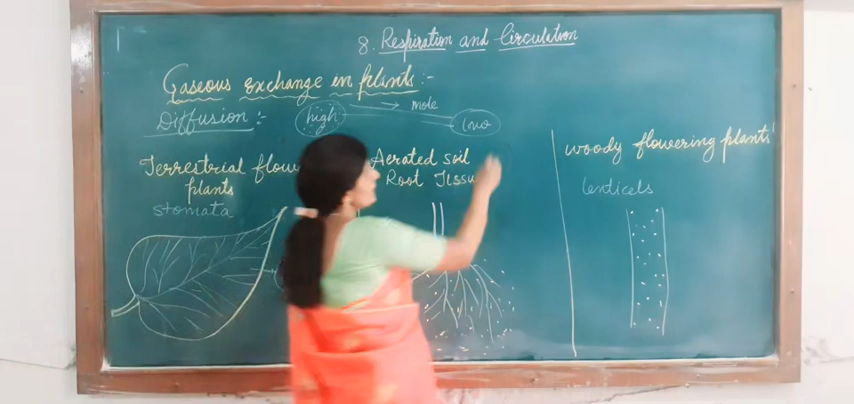 8. Respiration and Circulation
Gaseous exchange in plants:-
Diffusion :-
high
mole
low
Terrestrial flow
plants
stomata
Aerated soil
Root Tissu
woody flowering plants
lenticels